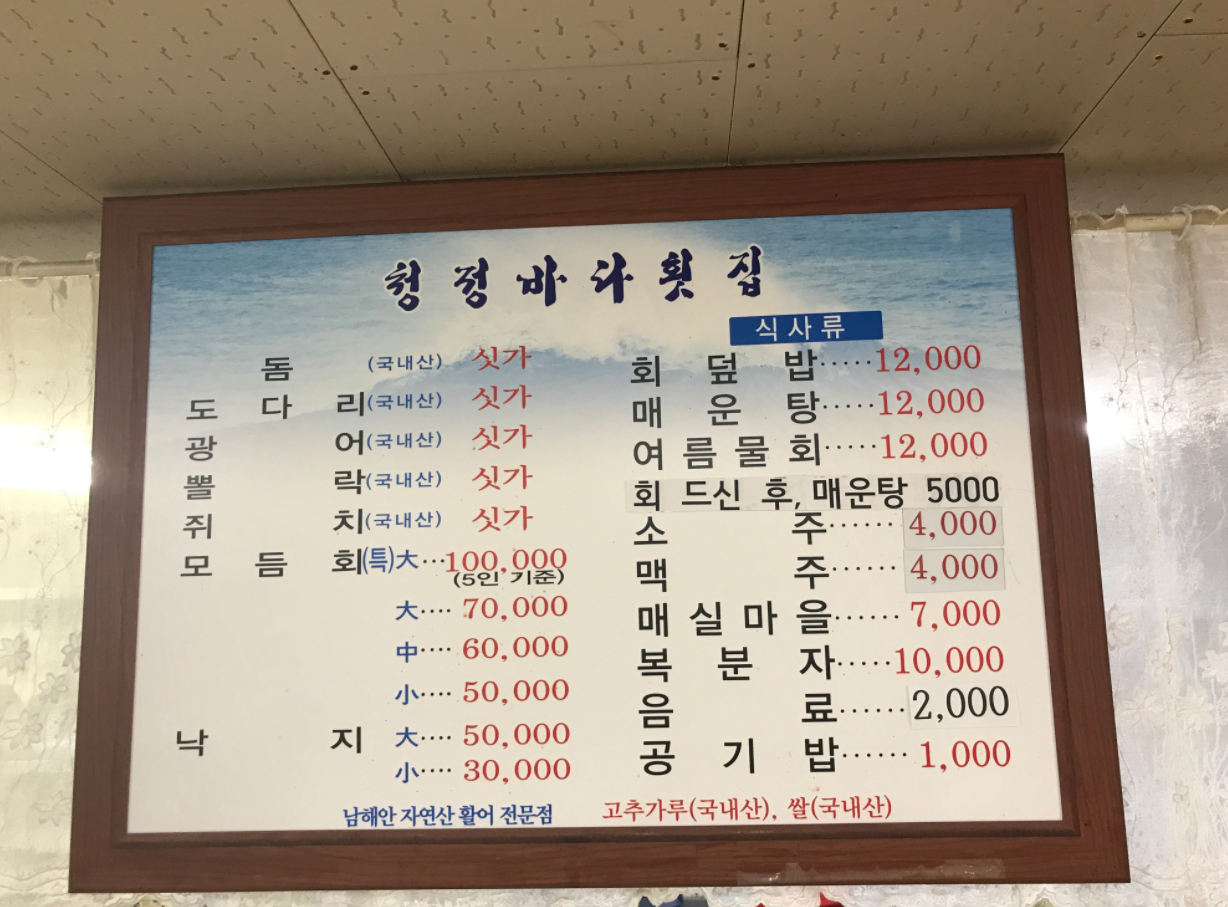 청정바다횟집
돔 (국내산) 싯가
도다리(국내산) 싯가
광어(국내산) 싯가
뽈락(국내산) 싯가
쥐치(국내산) 싯가
모듬회(특)大···100,000
(5인 기준)
大···· 70,000
中···· 60,000
小···· 50,000
낙지 大···· 50,000
小···· 30,000
남해안 자연산 활어 전문점
식사류
회덮밥·····12,000
매운탕·····12,000
여름물회·····12,000
회 드신 후, 매운탕 5000
소주······ 4,000
맥주······ 4,000
매실마을······ 7,000
복분자·····10,000
음료······ 2,000
공기밥······ 1,000
고추가루(국내산), 쌀(국내산)